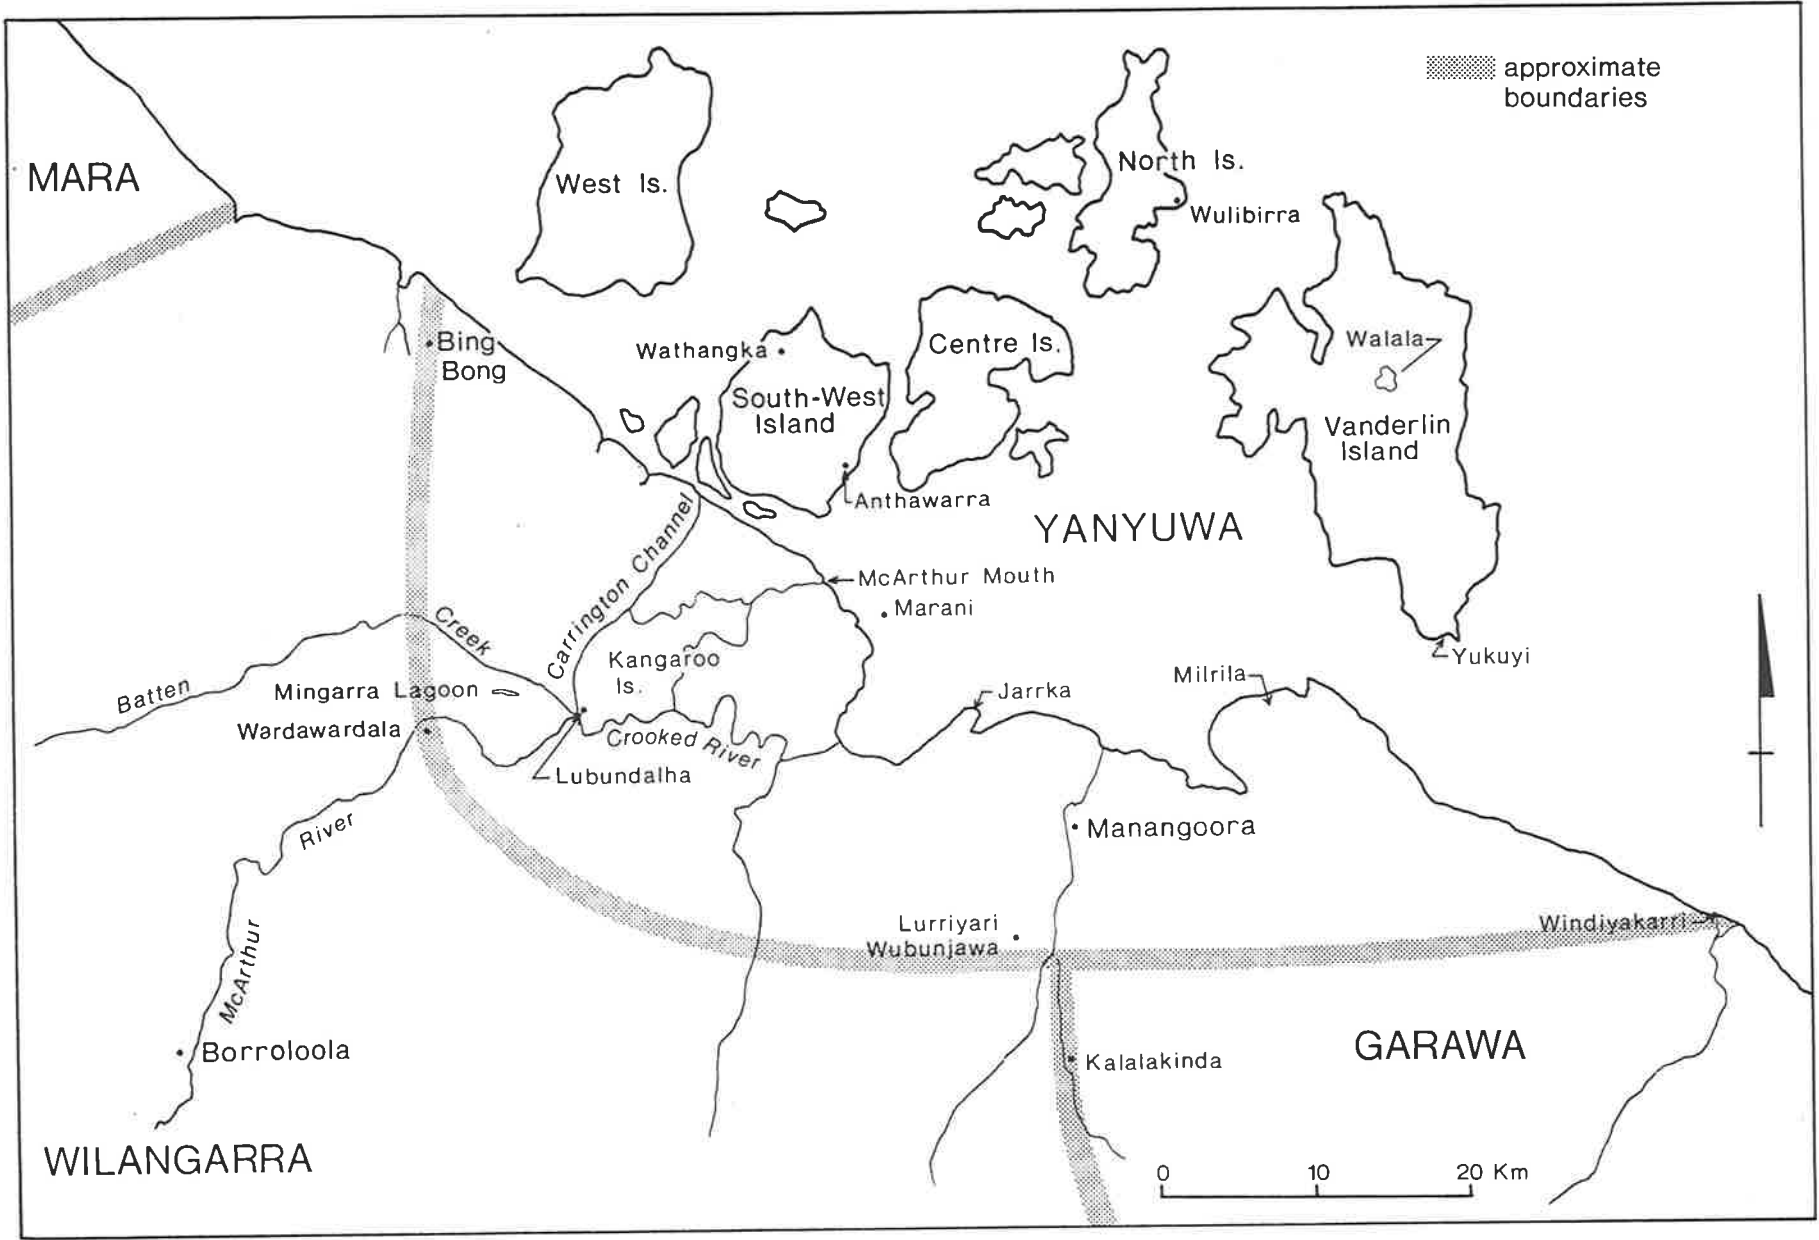 approximate
boundaries
MARA
West Is.
North Is.
Wulibirra
Bing
Bong
Wathangka
Centre Is.
Walala
South-West
Island
Vanderlin
Island
Anthawarra
YANYUWA
Carrington Channel
McArthur Mouth
Marani
Creek
Kangaroo
Is.
Yukuyi
Batten
Mingarra Lagoon
Jarrka
Milrila
Wardawardala
Crooked River
Lubundalha
River
Manangoora
McArthur
Lurriyari
Wubunjawa
Windiyakarri
Borroloola
GARAWA
Kalalakinda
WILANGARRA
0 10 20 Km